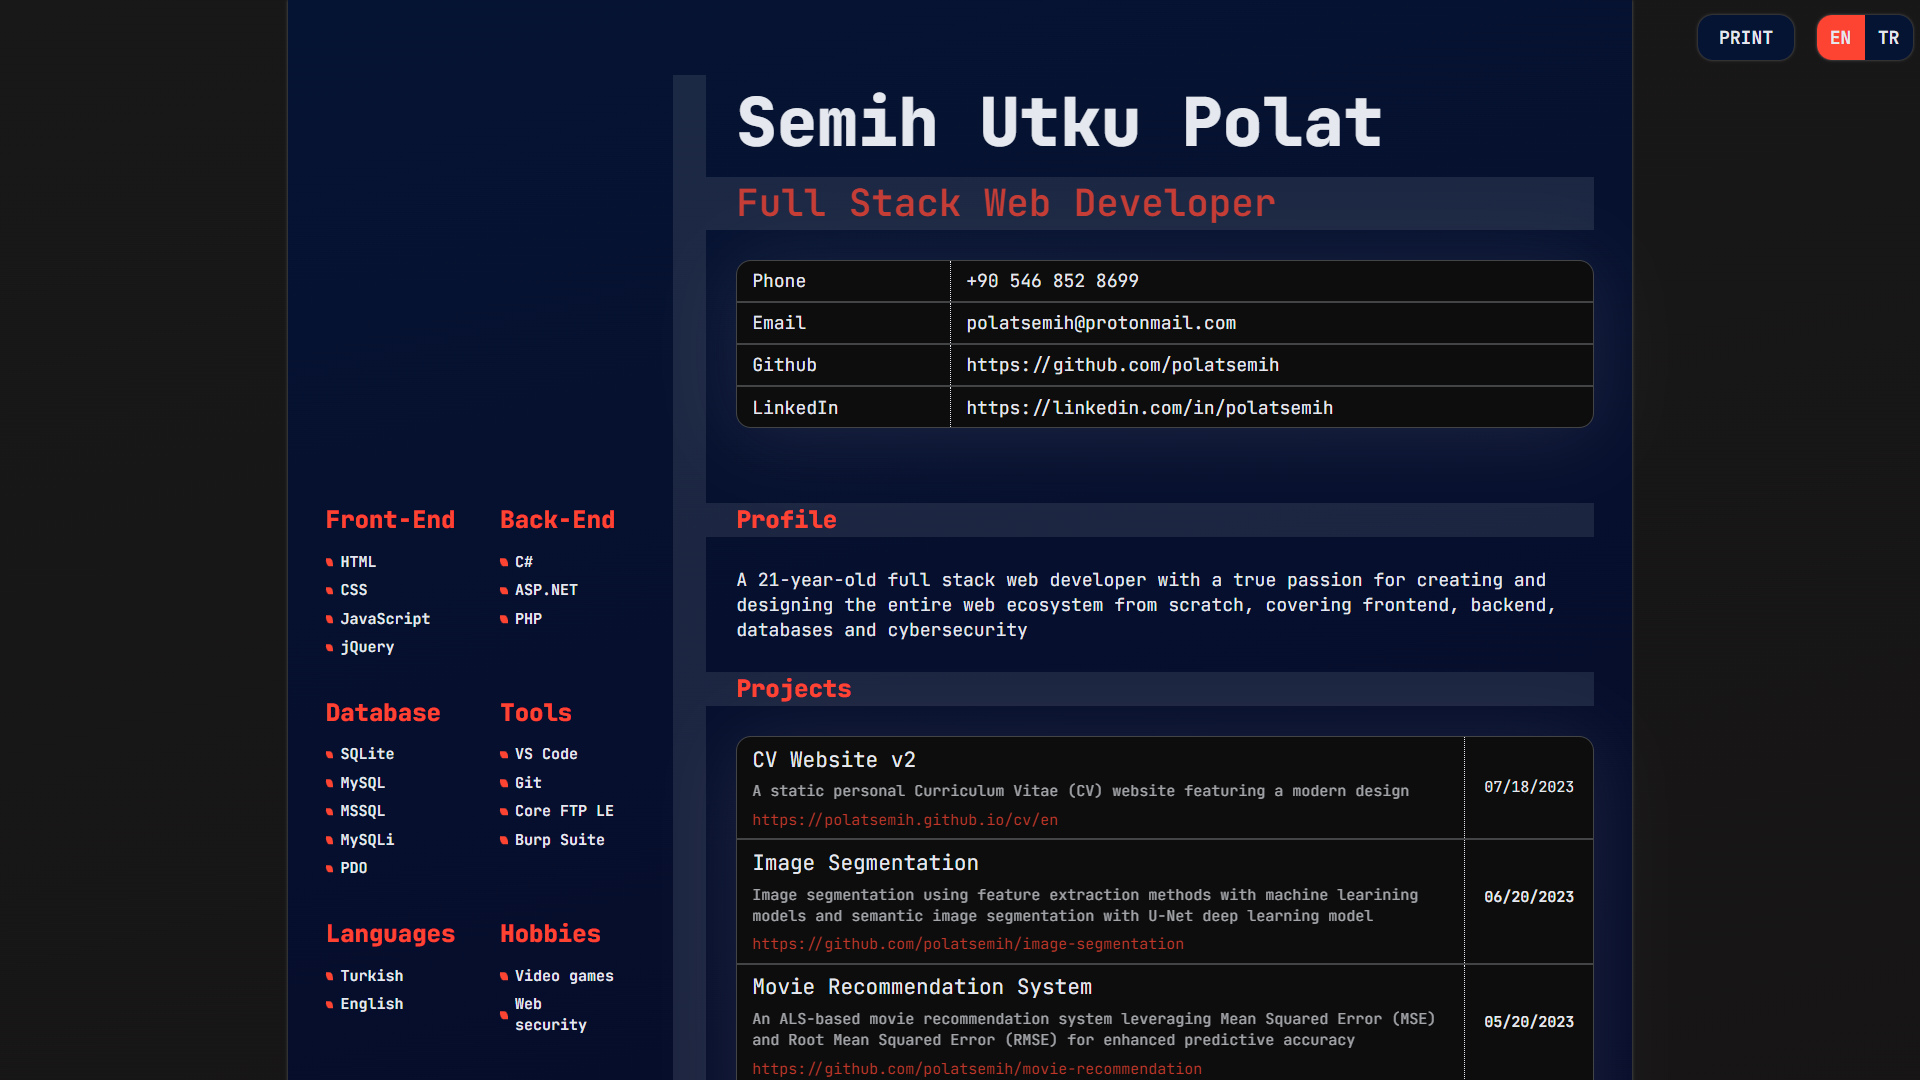 PRINT
EN
TR
Semih Utku Polat
Full Stack Web Developer
Phone +90 546 852 8699
Email polatsemih@protonmail.com
Github https://github.com/polatsemih
LinkedIn https://linkedin.com/in/polatsemih
Front-End
HTML
CSS
JavaScript
jQuery
Back-End
C#
ASP.NET
PHP
Database
SQLite
MySQL
MSSQL
MySQLi
PDO
Tools
VS Code
Git
Core FTP LE
Burp Suite
Languages
Turkish
English
Hobbies
Video games
Web
security
Profile
A 21-year-old full stack web developer with a true passion for creating and
designing the entire web ecosystem from scratch, covering frontend, backend,
databases and cybersecurity
Projects
CV Website v2
A static personal Curriculum Vitae (CV) website featuring a modern design
https://polatsemih.github.io/cv/en
07/18/2023
Image Segmentation
Image segmentation using feature extraction methods with machine learining
models and semantic image segmentation with U-Net deep learning model
https://github.com/polatsemih/image-segmentation
06/20/2023
Movie Recommendation System
An ALS-based movie recommendation system leveraging Mean Squared Error (MSE)
and Root Mean Squared Error (RMSE) for enhanced predictive accuracy
https://github.com/polatsemih/movie-recommendation
05/20/2023